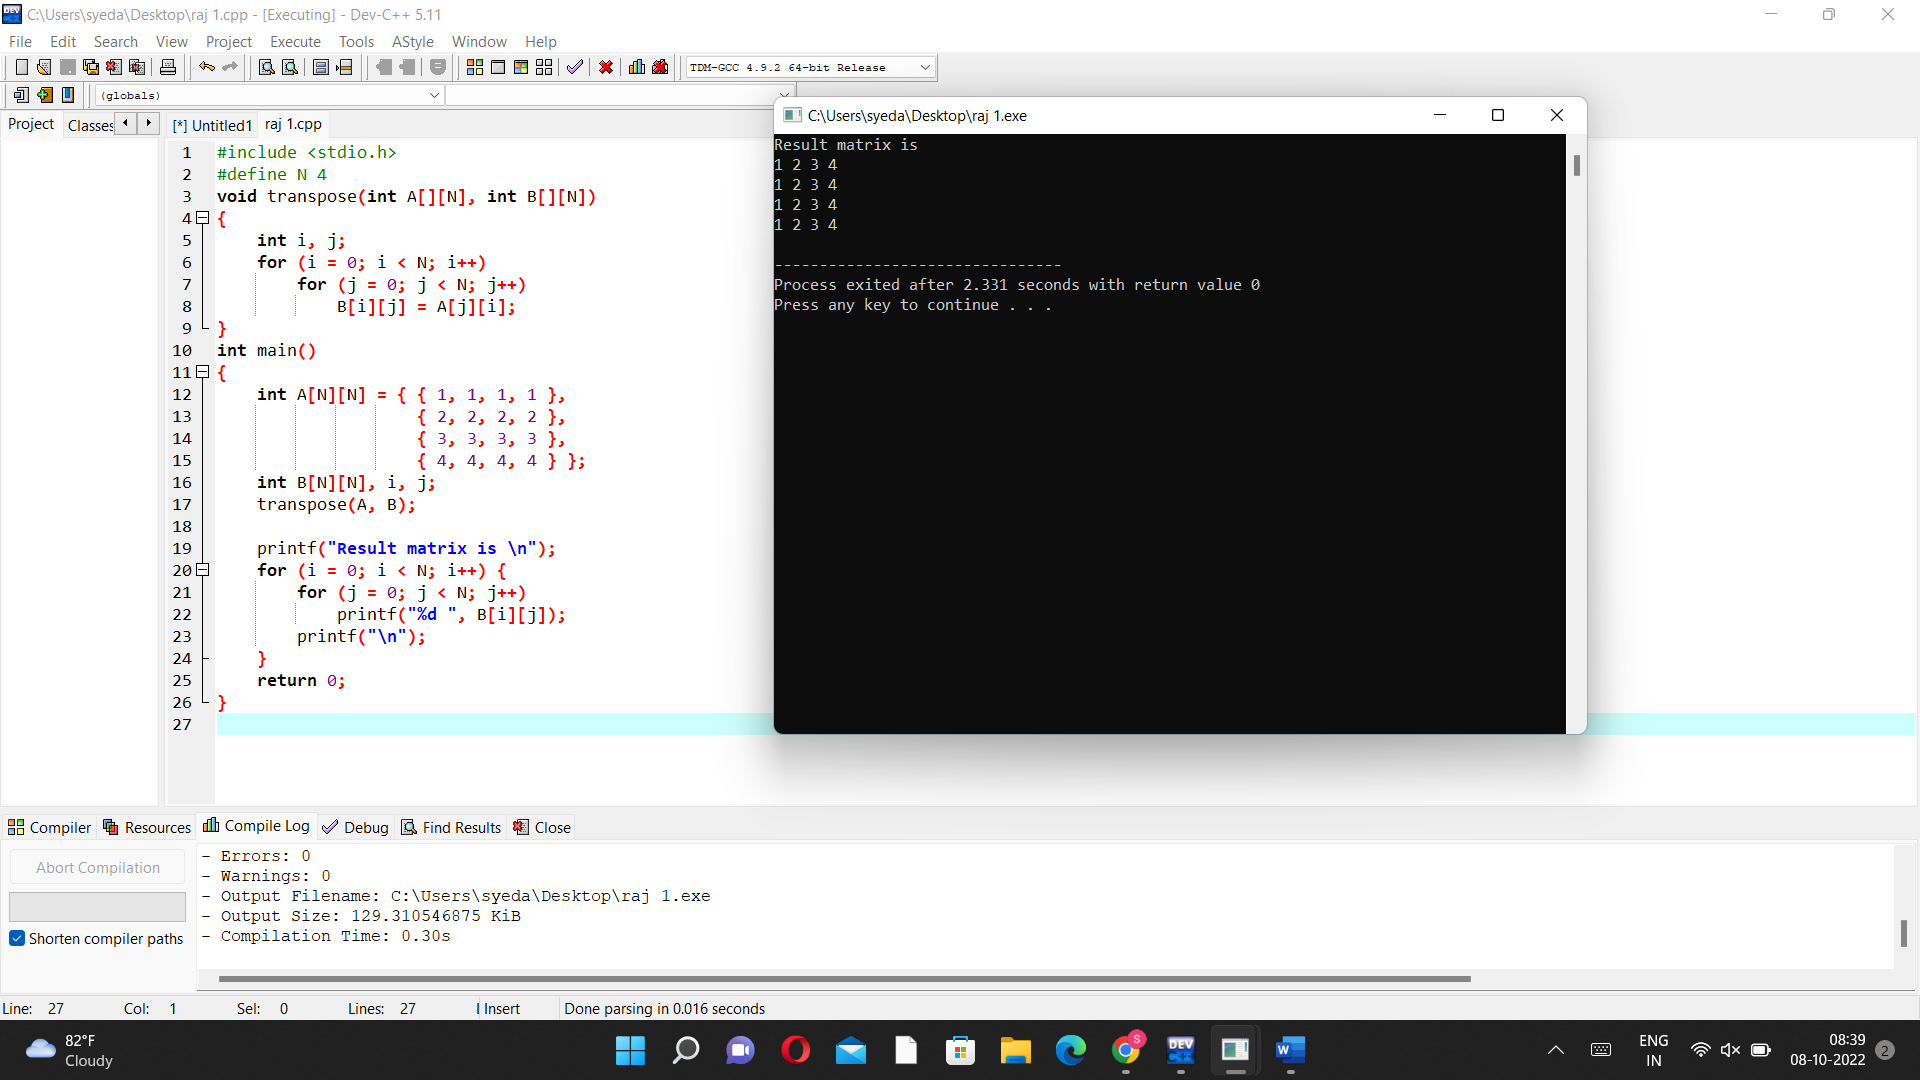 C:\Users\syeda\Desktop\raj 1.cpp - [Executing] - Dev-C++ 5.11
File Edit Search View Project Execute Tools AStyle Window Help
TDM-GCC 4.9.2 64-bit Release
(globals)
Project Classes [*] Untitled1 raj 1.cpp
1 #include <stdio.h>
2 #define N 4
3 void transpose(int A[][N], int B[][N])
4 {
5 int i, j;
6 for (i = 0; i < N; i++)
7 for (j = 0; j < N; j++)
8 B[i][j] = A[j][i];
9 }
10 int main()
11 {
12 int A[N][N] = { { 1, 1, 1, 1 },
13 { 2, 2, 2, 2 },
14 { 3, 3, 3, 3 },
15 { 4, 4, 4, 4 } };
16 int B[N][N], i, j;
17 transpose(A, B);
18
19 printf("Result matrix is \n");
20 for (i = 0; i < N; i++) {
21 for (j = 0; j < N; j++)
22 printf("%d ", B[i][j]);
23 printf("\n");
24 }
25 return 0;
26 }
27
C:\Users\syeda\Desktop\raj 1.exe
Result matrix is
1 2 3 4
1 2 3 4
1 2 3 4
1 2 3 4
--------------------------------
Process exited after 2.331 seconds with return value 0
Press any key to continue . . .
Compiler Resources Compile Log Debug Find Results Close
Abort Compilation
Shorten compiler paths
- Errors: 0
- Warnings: 0
- Output Filename: C:\Users\syeda\Desktop\raj 1.exe
- Output Size: 129.310546875 KiB
- Compilation Time: 0.30s
Line: 27 Col: 1 Sel: 0 Lines: 27 Insert Done parsing in 0.016 seconds
82°F
Cloudy
DEV
C++
S
W
ENG
IN
08:39
08-10-2022
2